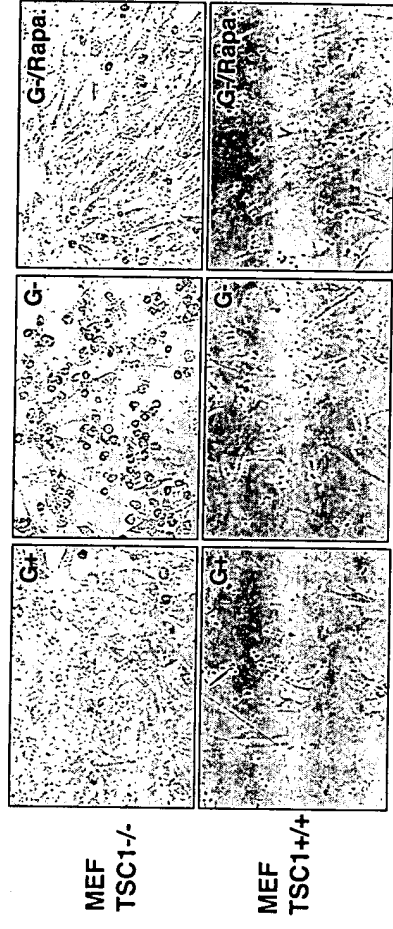 G+
G-
G-/Rapa.
MEF
TSC1-/-
G+
G
G-/Rapa.
MEF
TSC1+/+